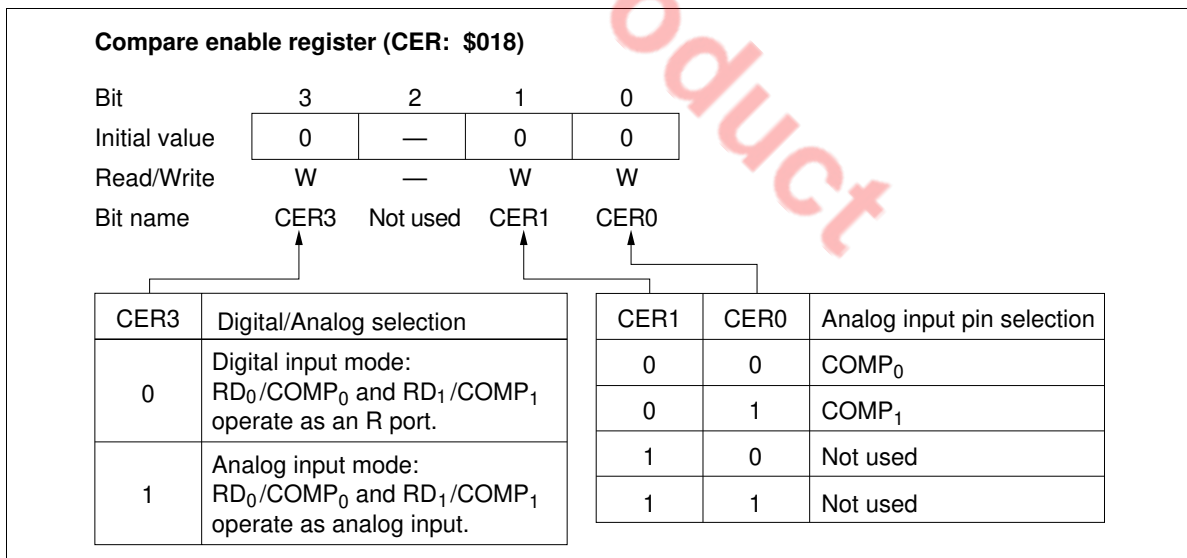 Compare enable register (CER: $018)
Bit 3 2 1 0
Initial value 0 — 0 0
Read/Write W — W W
Bit name CER3 Not used CER1 CER0
CER3 Digital/Analog selection
0 Digital input mode:
RD0/COMP0 and RD1/COMP1
operate as an R port.
1 Analog input mode:
RD0/COMP0 and RD1/COMP1
operate as analog input.
CER1 CER0 Analog input pin selection
0 0 COMP0
0 1 COMP1
1 0 Not used
1 1 Not used